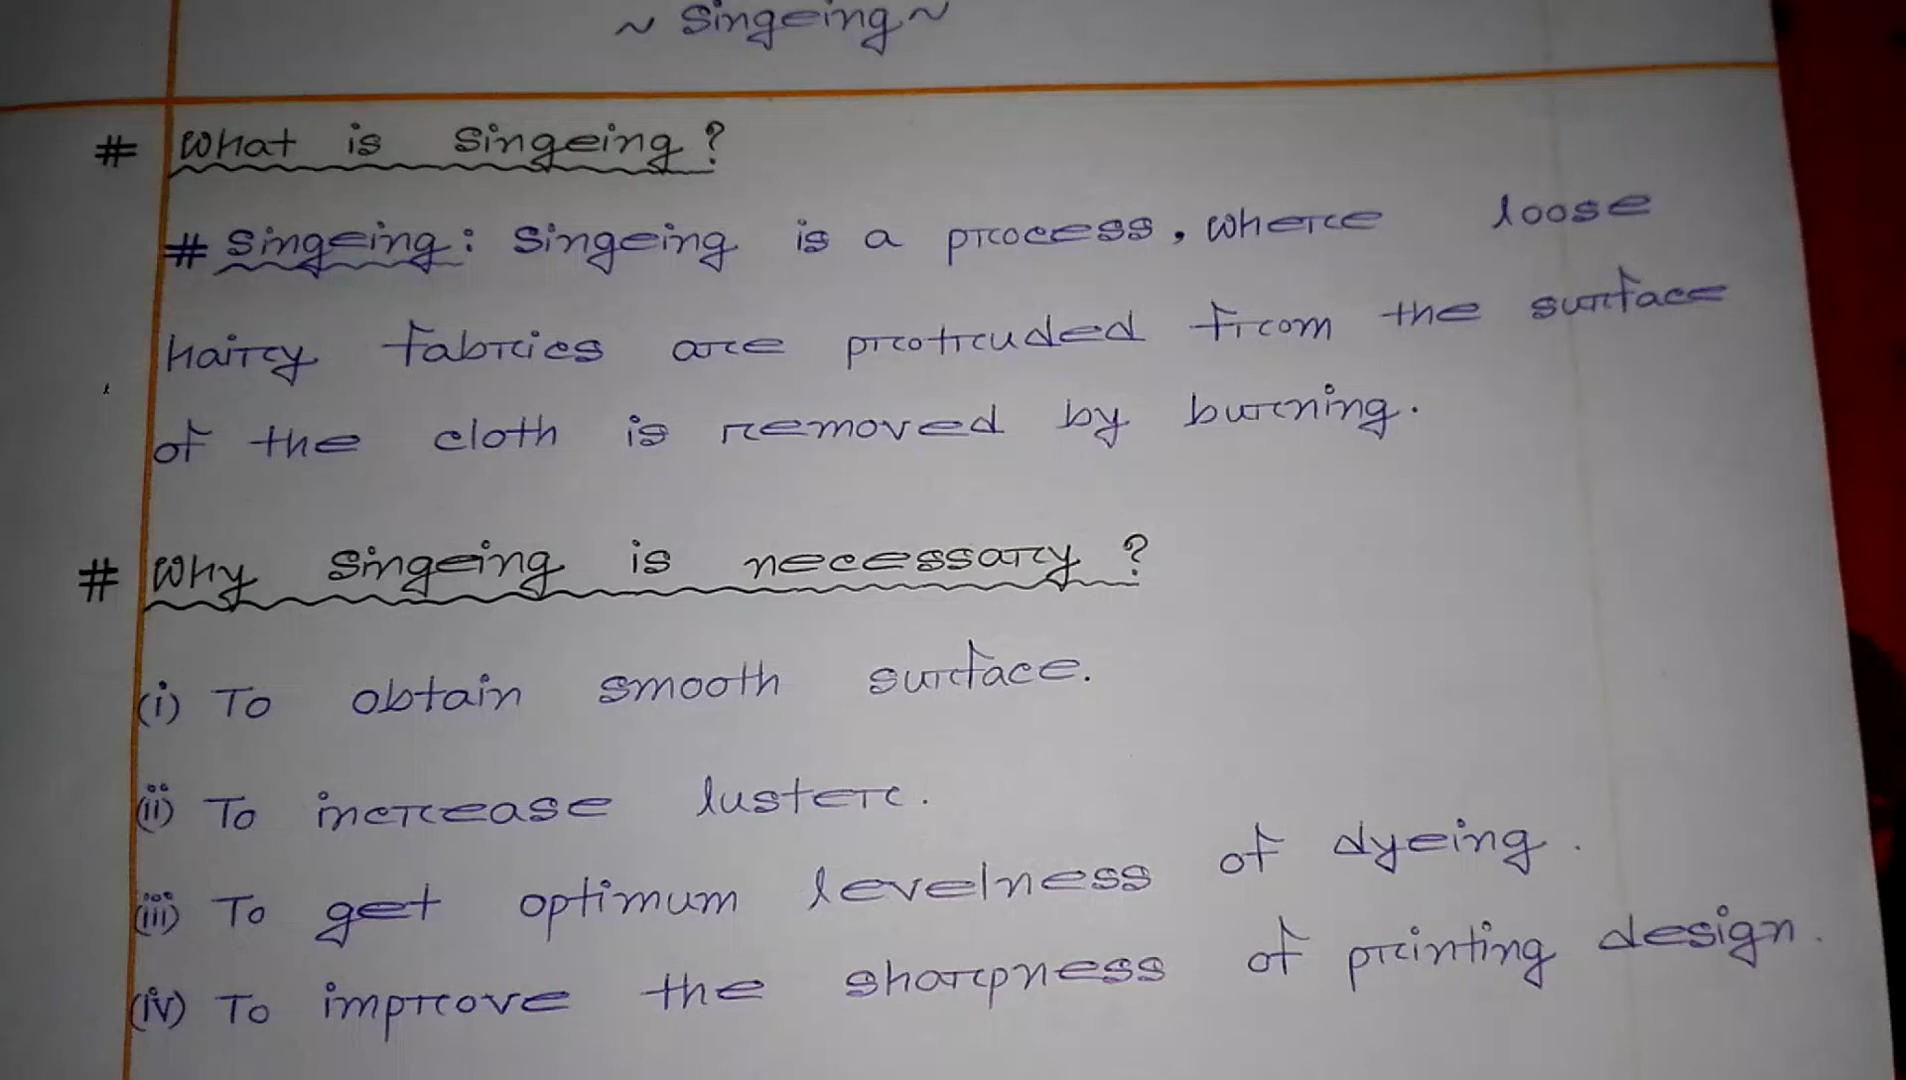 ~ Singeing ~
# What is Singeing?
# Singeing: Singeing is a process, where loose
hairy fabrics are protruded from the surface
of the cloth is removed by burning.
# Why Singeing is necessary?
(i) To obtain smooth surface.
(ii) To increase luster.
(iii) To get optimum levelness of dyeing.
(iv) To improve the sharpness of printing design.